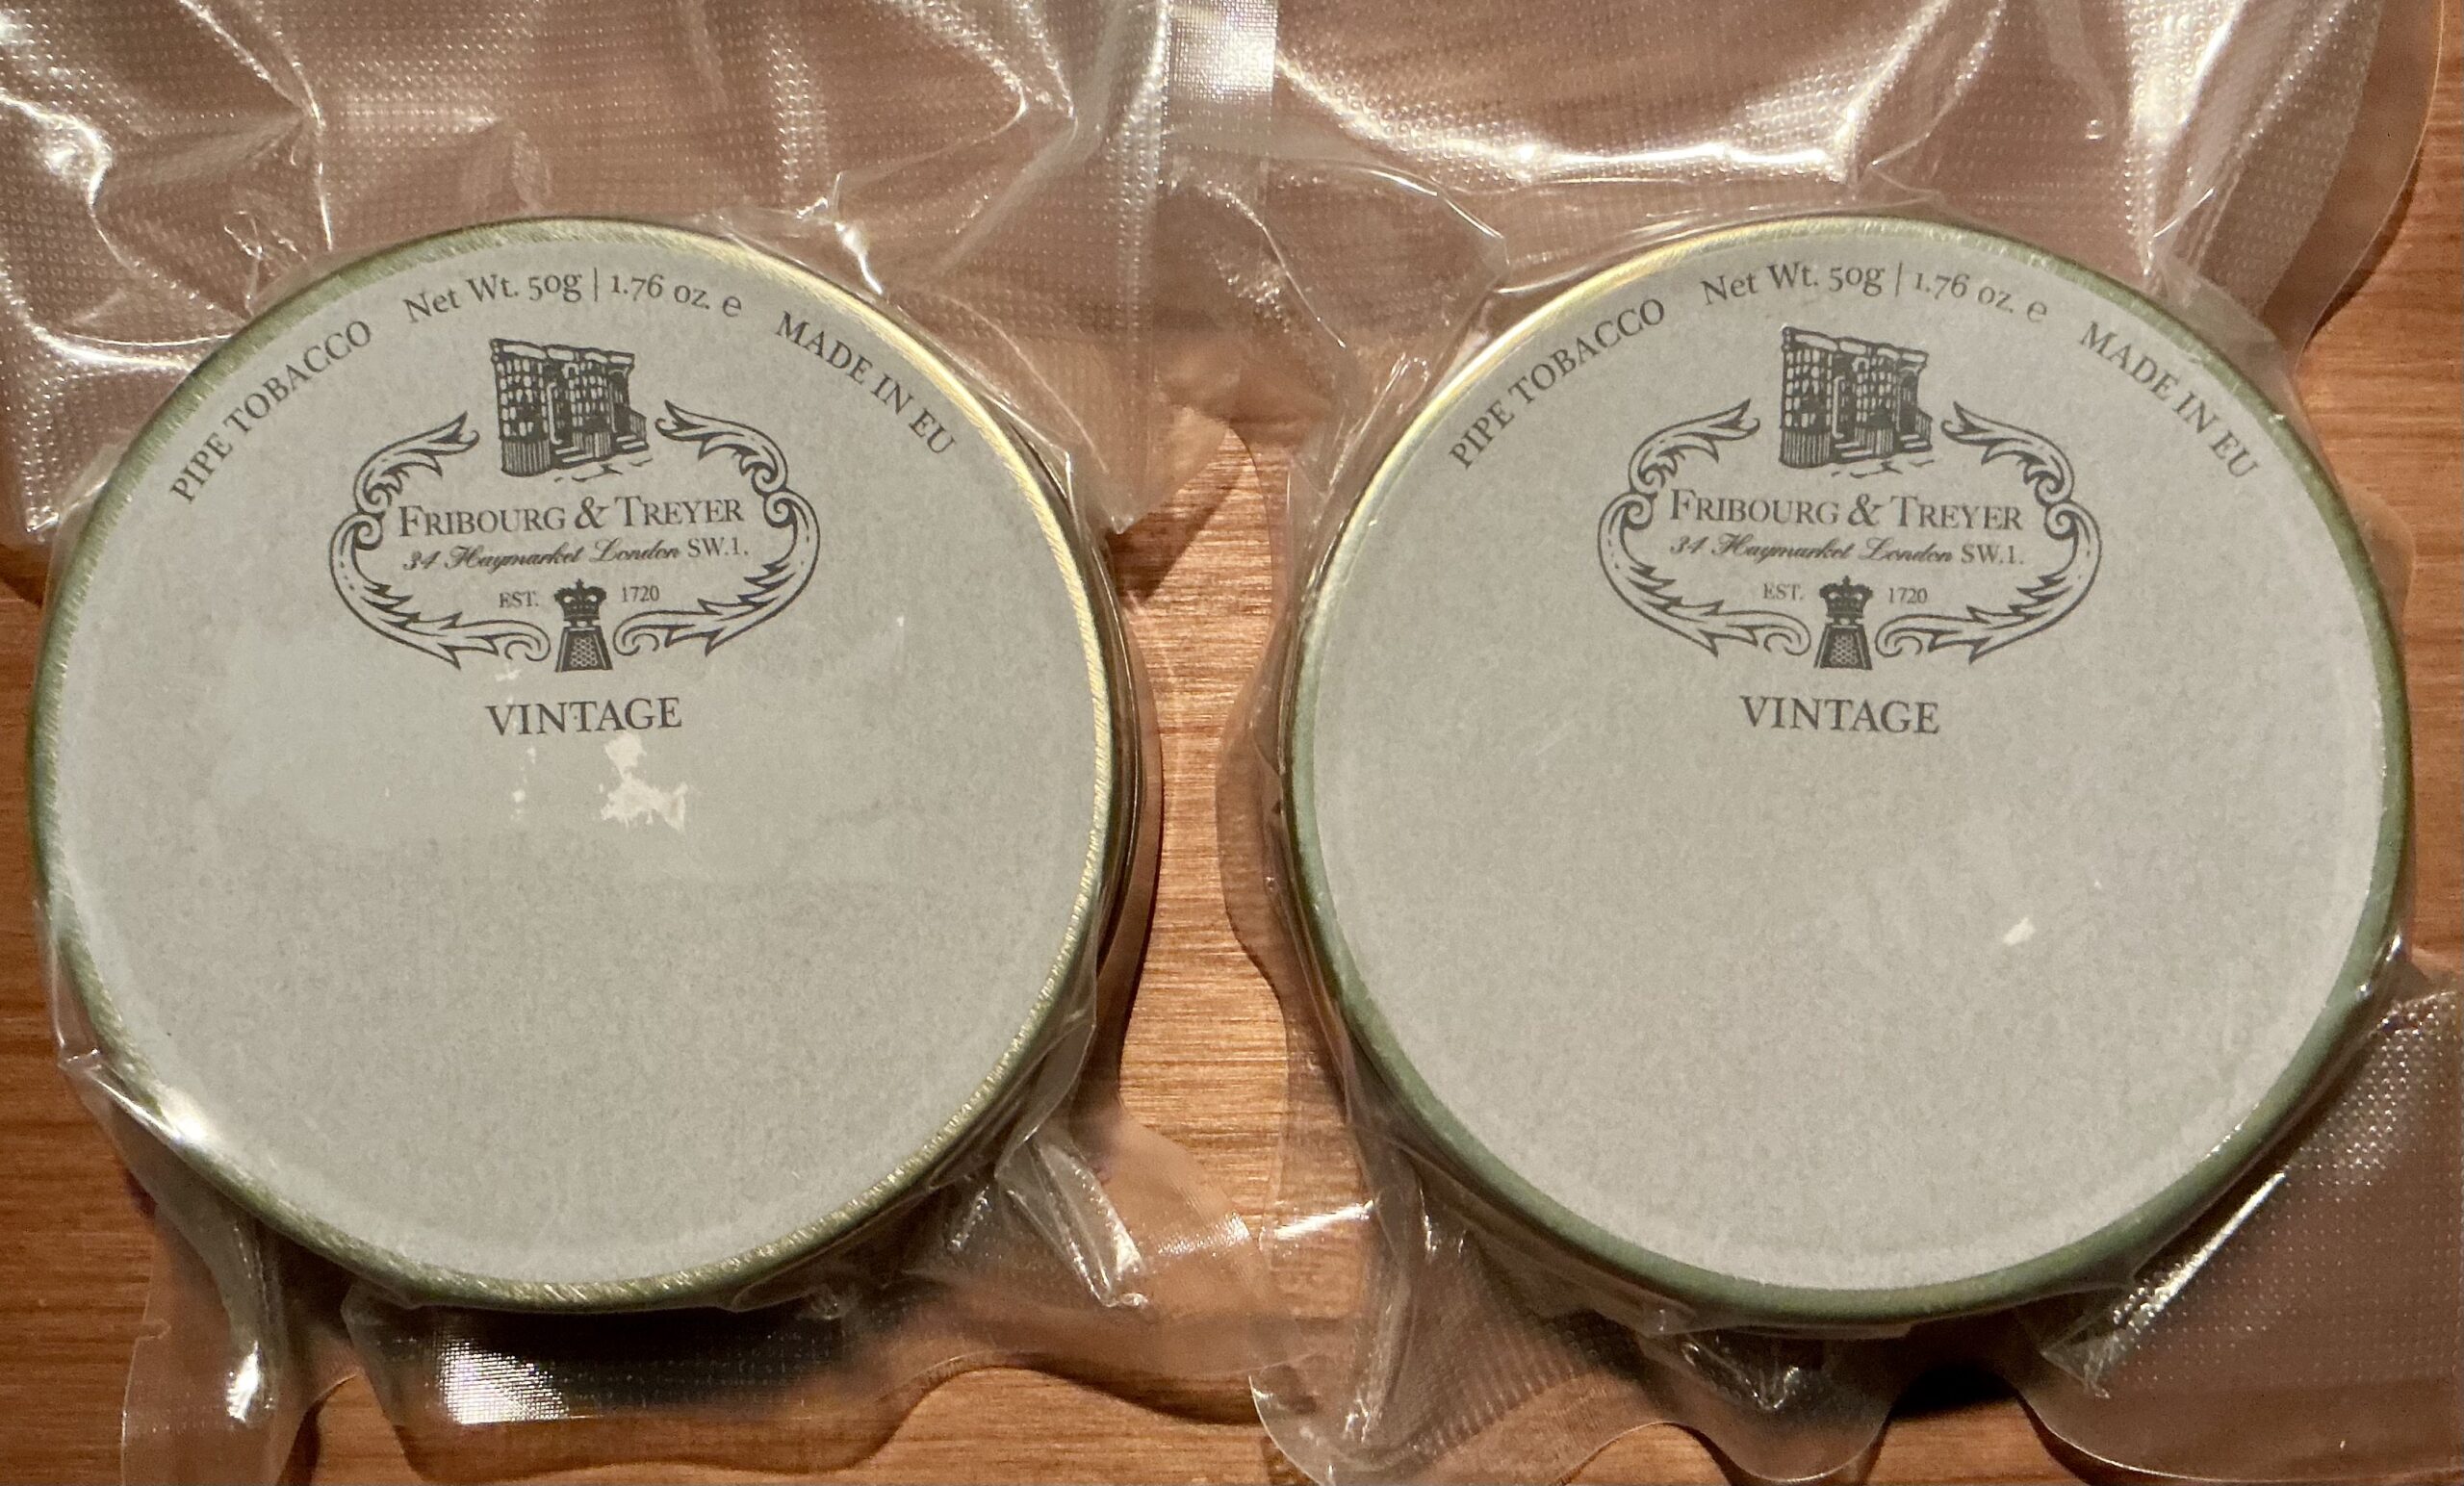 PIPE TOBACCO Net Wt. 50g | 1.76 oz. e MADE IN EU
FRIBOURG & TREYER
34 Haymarket London SW.1.
EST. 1720
VINTAGE
PIPE TOBACCO Net Wt. 50g | 1.76 oz. e MADE IN EU
FRIBOURG & TREYER
34 Haymarket London SW.1.
EST. 1720
VINTAGE